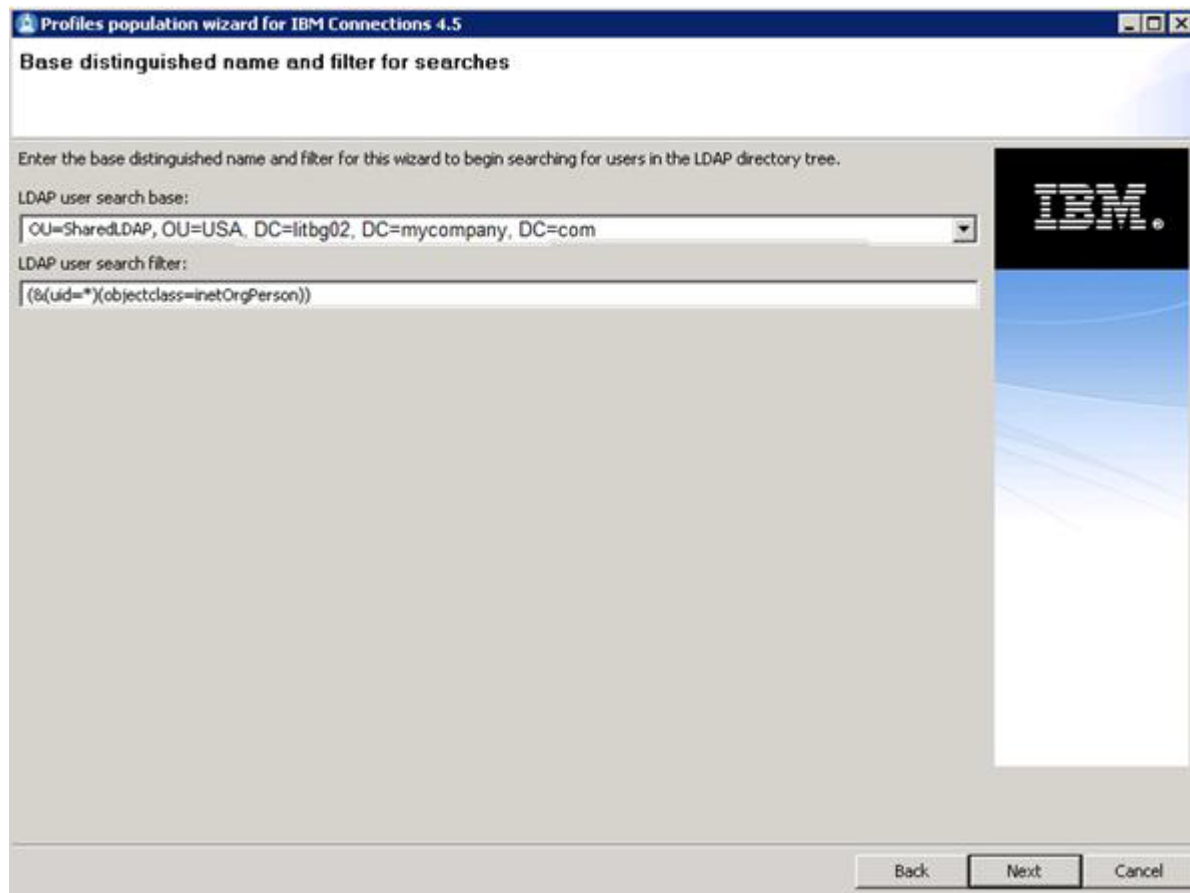 Profiles population wizard for IBM Connections 4.5
Base distinguished name and filter for searches
Enter the base distinguished name and filter for this wizard to begin searching for users in the LDAP directory tree.
LDAP user search base:
OU=SharedLDAP, OU=USA, DC=litbg02, DC=mycompany, DC=com
LDAP user search filter:
(&(uid=*)(objectclass=inetOrgPerson))
IBM.
Back
Next
Cancel